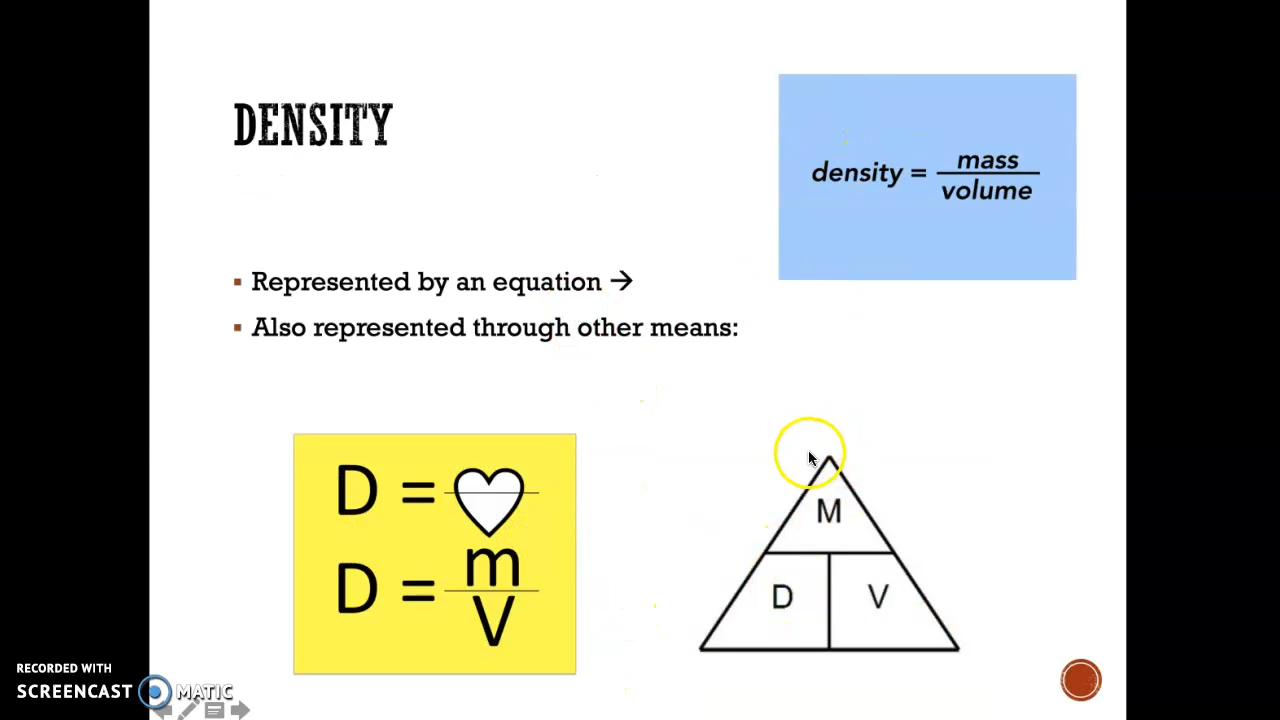 DENSITY
density = mass
volume
Represented by an equation →
Also represented through other means:
D =
D = m
V
M
D V
RECORDED WITH
SCREENCAST MATIC